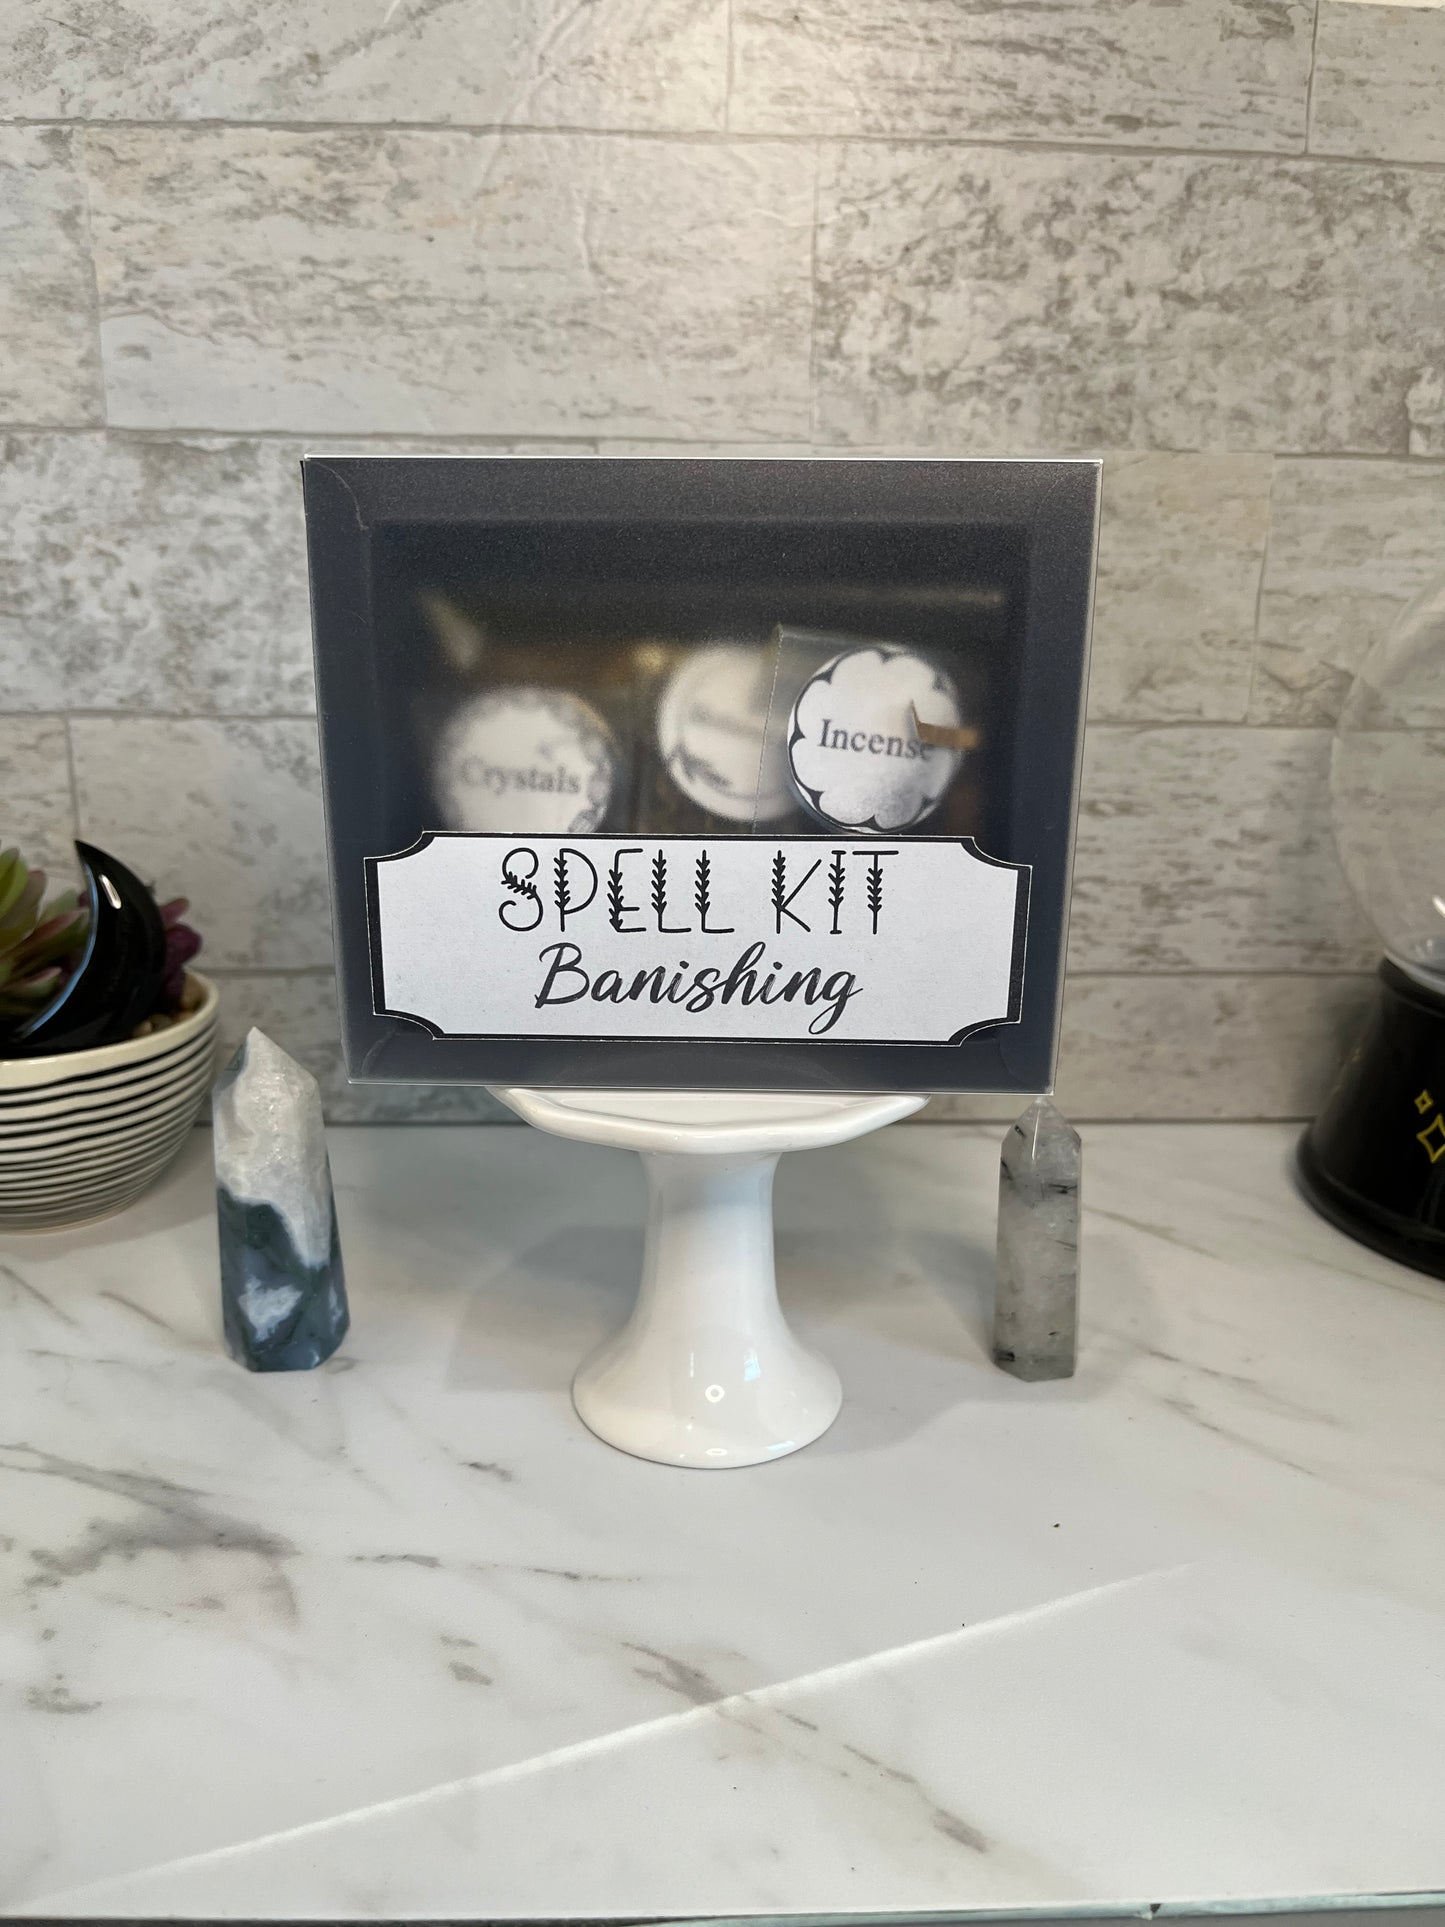 Crystals
Incense
SPELL KIT
Banishing